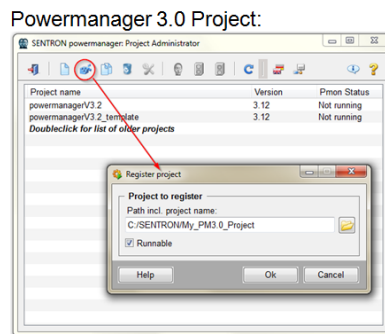 Powermanager 3.0 Project:
SENTRON powermanager: Project Administrator
Project name Version Pmon Status
powermanagerV3.2 3.12 Not running
powermanagerV3.2_template 3.12 Not running
Doubleclick for list of older projects
Register project
Project to register
Path incl. project name:
C:/SENTRON/My_PM3.0_Project
Runnable
Help Ok Cancel